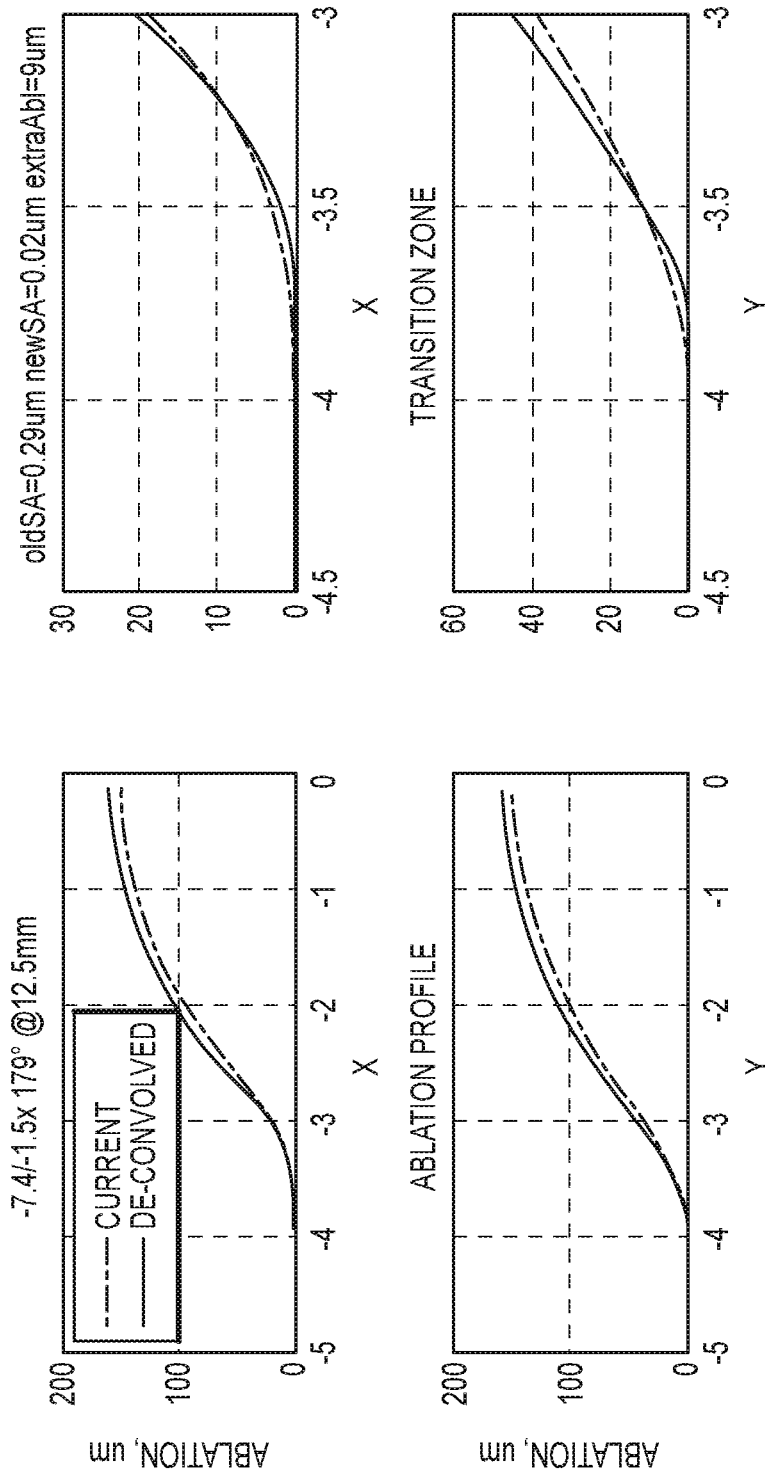 -7.4/-1.5x 179° @12.5mm
200
100
0
ABLATION, um
CURRENT
DE-CONVOLVED
-5
-4
-3
-2
-1
0
X
oldSA=0.29um newSA=0.02um extraAbl=9um
30
20
10
0
-4.5
-4
-3.5
-3
X
ABLATION PROFILE
200
100
0
ABLATION, um
-5
-4
-3
-2
-1
0
Y
TRANSITION ZONE
60
40
20
0
-4.5
-4
-3.5
-3
Y